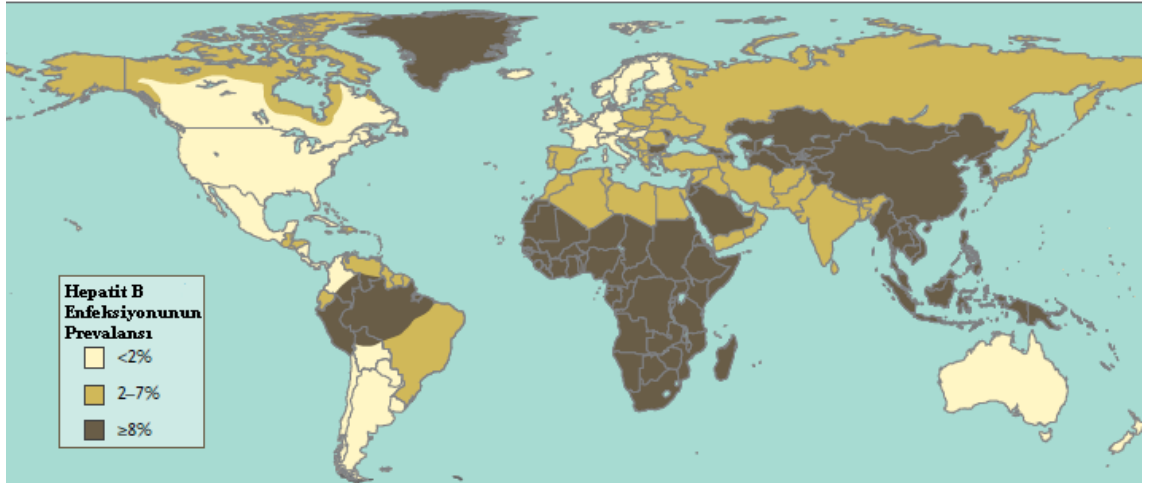 Hepatit B
Enfeksiyonunun
Prevalansı
<2%
2–7%
≥8%